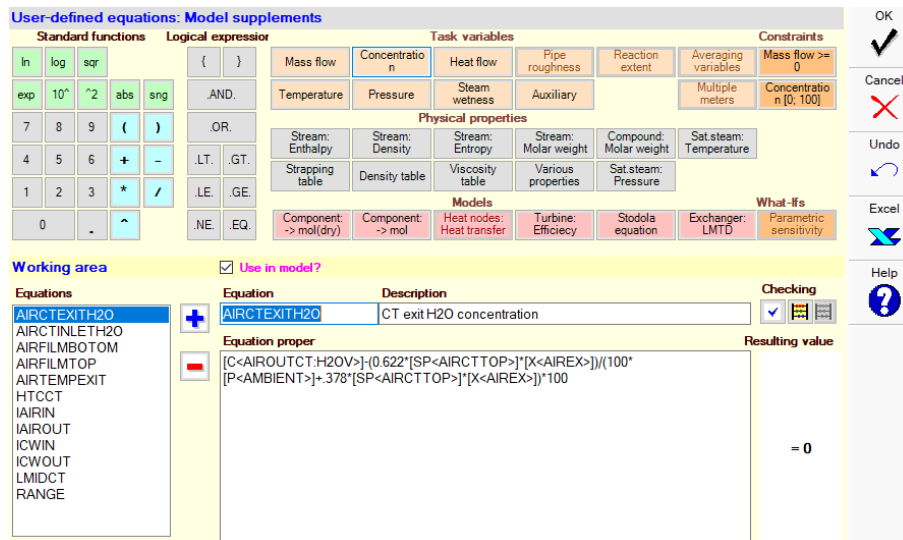 User-defined equations: Model supplements
OK
Standard functions Logical expressior Task variables Constraints
ln log sqr { } Mass flow Concentratio n Heat flow Pipe roughness Reaction extent Averaging variables Mass flow >= 0
Cancel
exp 10^ ^2 abs sng .AND. Temperature Pressure Steam wetness Auxiliary Multiple meters Concentratio n [0; 100]
Physical properties
7 8 9 ( ) .OR. Stream: Enthalpy Stream: Density Stream: Entropy Stream: Molar weight Compound: Molar weight Sat.steam: Temperature
Undo
4 5 6 + - .LT. .GT. Strapping table Density table Viscosity table Various properties Sat.steam: Pressure
1 2 3 * / .LE. .GE.
Models What-Ifs
Excel
0 . ^ .NE. .EQ. Component: -> mol(dry) Component: -> mol Heat nodes: Heat transfer Turbine: Efficiecy Stodola equation Exchanger: LMTD Parametric sensitivity
Working area Use in model?
Help
Equations Equation Description Checking
AIRCTEXITH2O
AIRCTINLETH2O
AIRFILMBOTOM
AIRFILMTOP
AIRTEMPEXIT
HTCCT
IAIRIN
IAIROUT
ICWIN
ICWOUT
LMIDCT
RANGE
+
-
AIRCTEXITH2O CT exit H2O concentration
Equation proper Resulting value
[C<AIROUTCT:H2OV>]-(0.622*[SP<AIRCTTOP>]*[X<AIREX>])/(100*
[P<AMBIENT>]+.378*[SP<AIRCTTOP>]*[X<AIREX>])*100
= 0